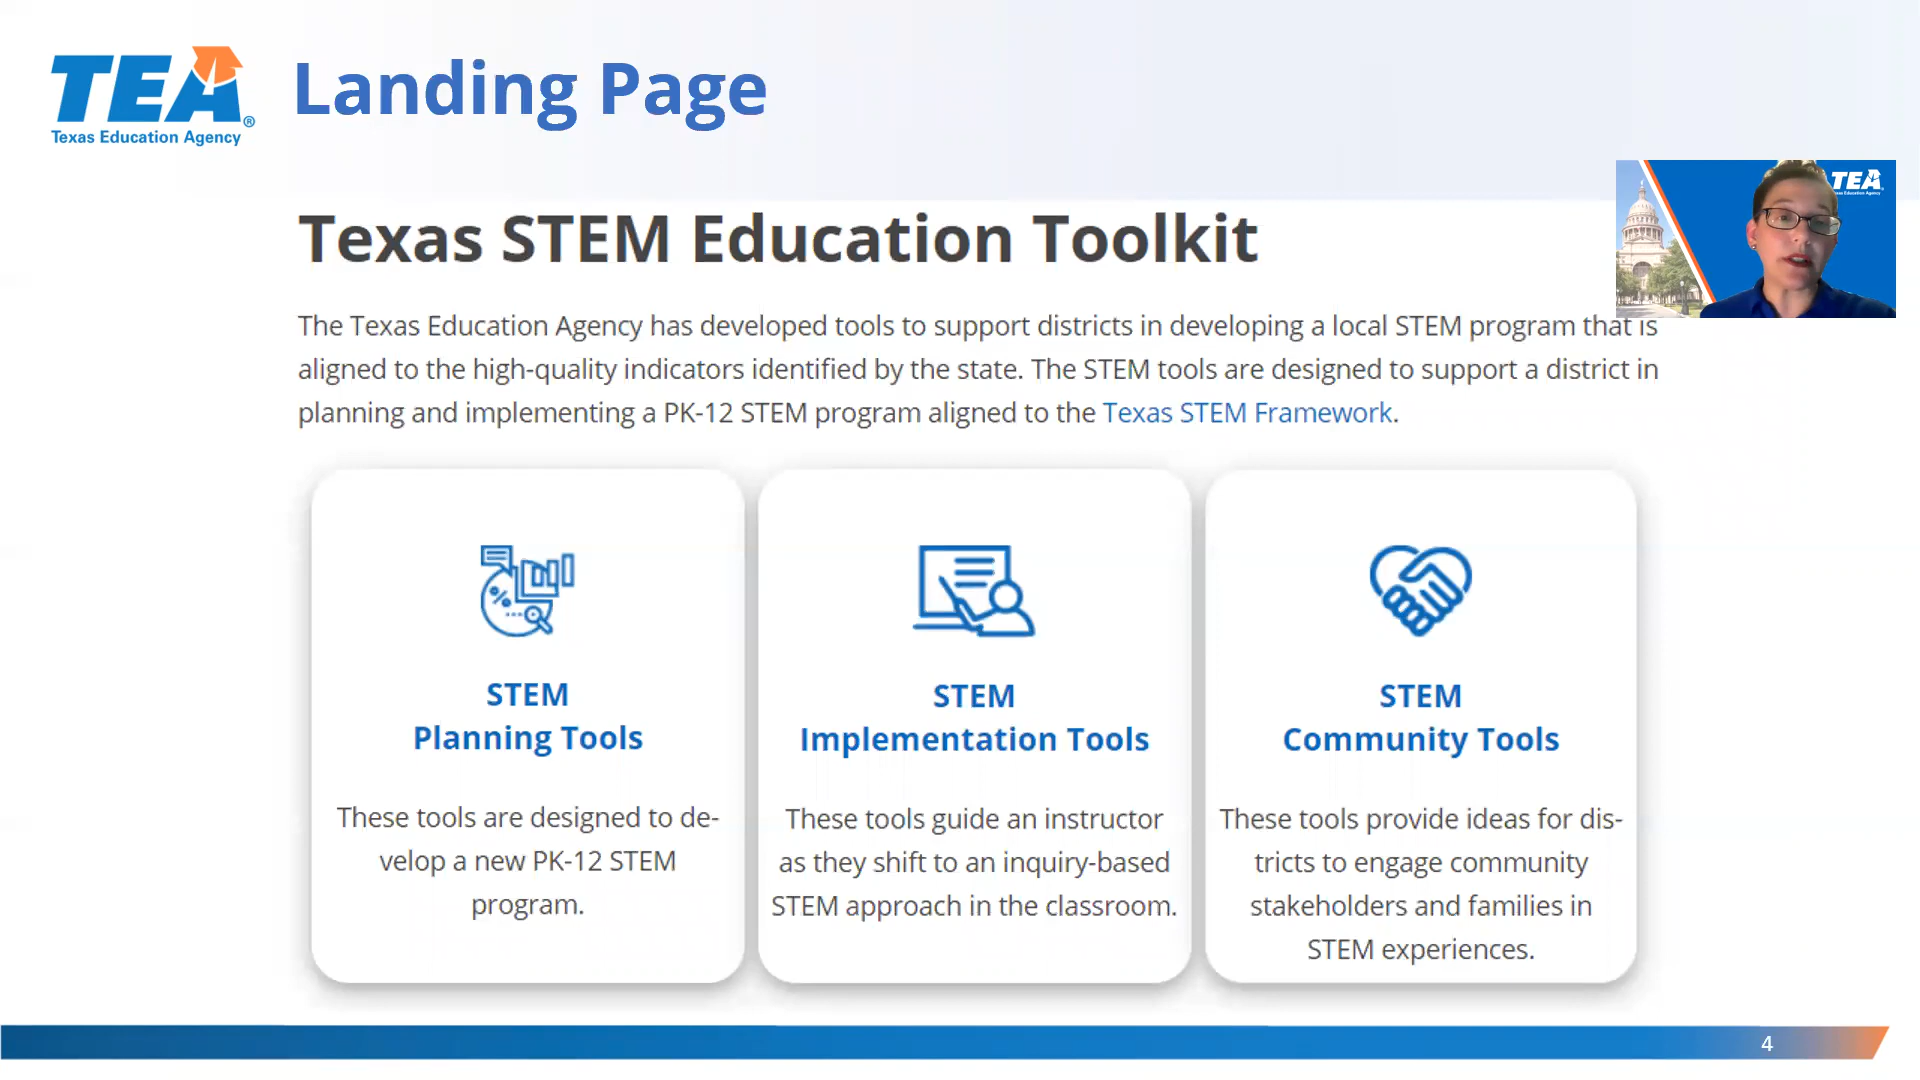 TEA®
Texas Education Agency
Landing Page
TEA
Texas STEM Education Toolkit
The Texas Education Agency has developed tools to support districts in developing a local STEM program that is
aligned to the high-quality indicators identified by the state. The STEM tools are designed to support a district in
planning and implementing a PK-12 STEM program aligned to the Texas STEM Framework.
STEM
Planning Tools
These tools are designed to de-
velop a new PK-12 STEM
program.
STEM
Implementation Tools
These tools guide an instructor
as they shift to an inquiry-based
STEM approach in the classroom.
STEM
Community Tools
These tools provide ideas for dis-
tricts to engage community
stakeholders and families in
STEM experiences.
4